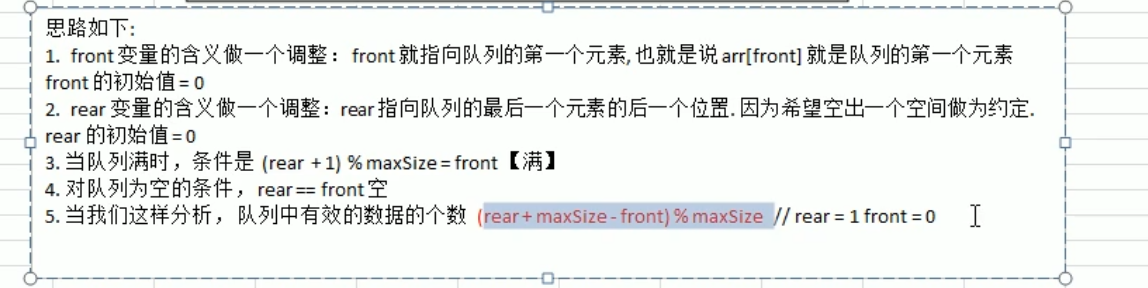 思路如下:
1. front 变量的含义做一个调整： front 就指向队列的第一个元素, 也就是说 arr[front] 就是队列的第一个元素
front 的初始值 = 0
2. rear 变量的含义做一个调整：rear 指向队列的最后一个元素的后一个位置. 因为希望空出一个空间做为约定.
rear 的初始值 = 0
3. 当队列满时，条件是 (rear + 1) % maxSize = front 【满】
4. 对队列为空的条件， rear == front 空
5. 当我们这样分析， 队列中有效的数据的个数 (rear + maxSize - front) % maxSize // rear = 1 front = 0